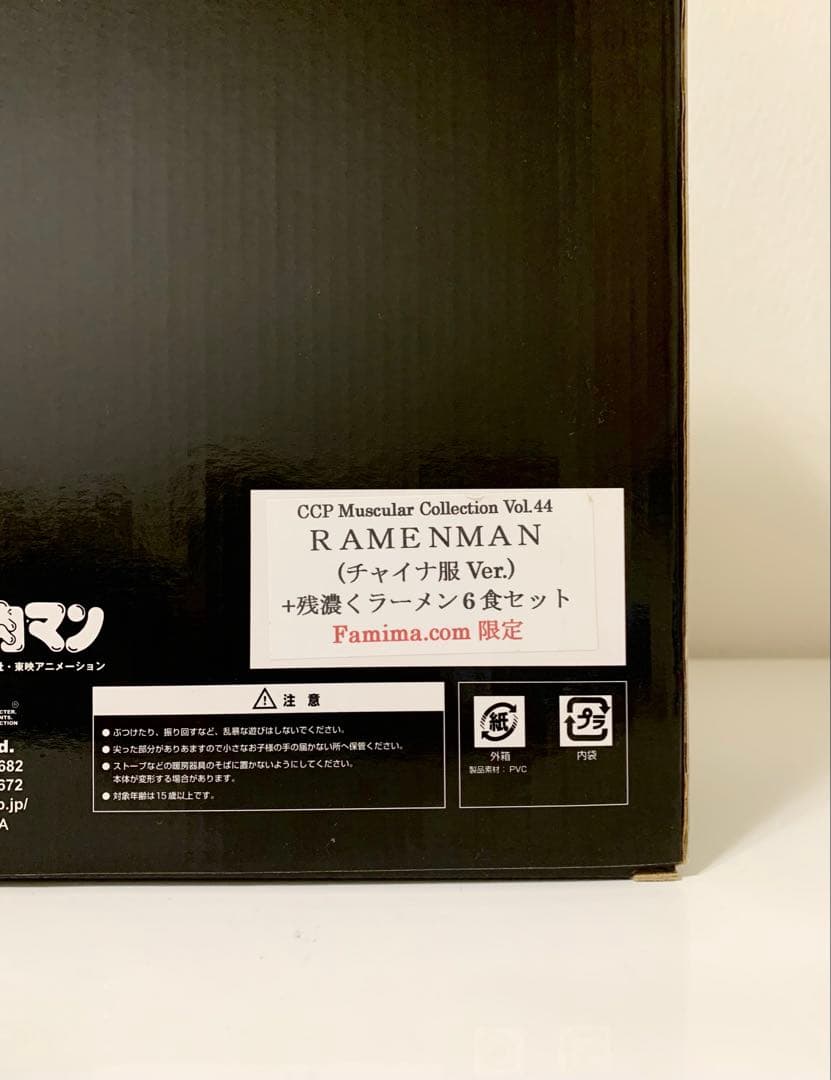 CCP Muscular Collection Vol.44
RAMENMAN
(チャイナ服 Ver.)
+残濃くラーメン6食セット
Famima.com 限定
肉マン
社・東映アニメーション
⚠ 注 意
● ぶつけたり、振り回すなど、乱暴な遊びはしないでください。
● 尖った部分がありあますので小さなお子様の手の届かない所へ保管ください。
● ストーブなどの暖房器具のそばに置かないようにしてください。
本体が変形する場合があります。
● 対象年齢は15歳以上です。
紙
外箱
製品素材:PVC
プラ
内袋
d.
682
672
p.jp/
A